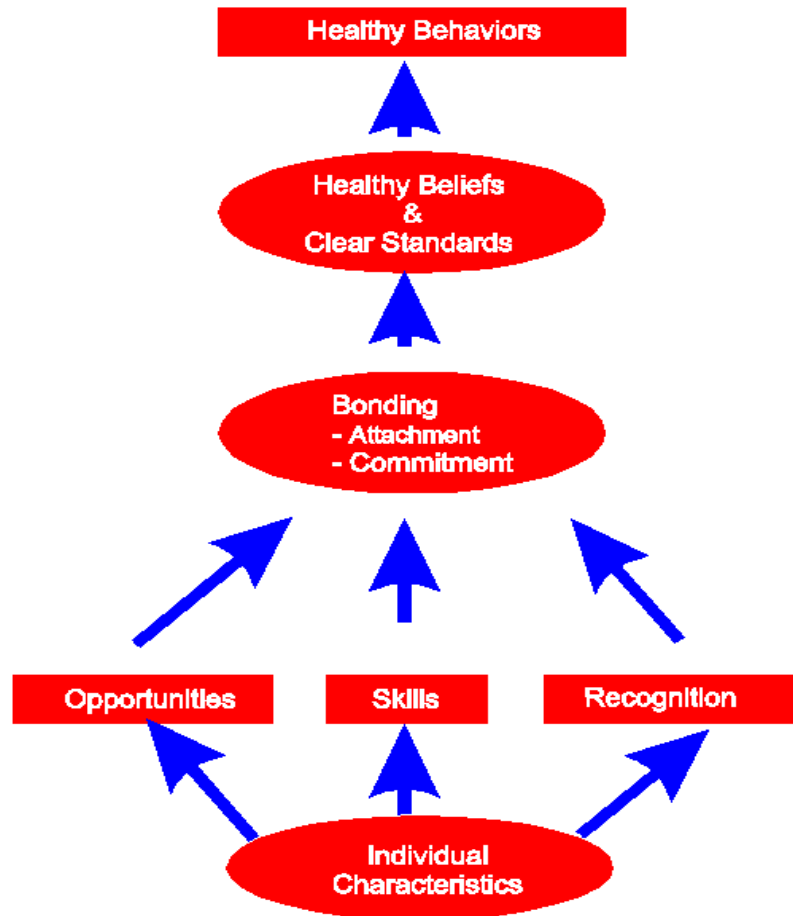 Healthy Behaviors
Healthy Beliefs
&
Clear Standards
Bonding
- Attachment
- Commitment
Opportunities
Skills
Recognition
Individual
Characteristics